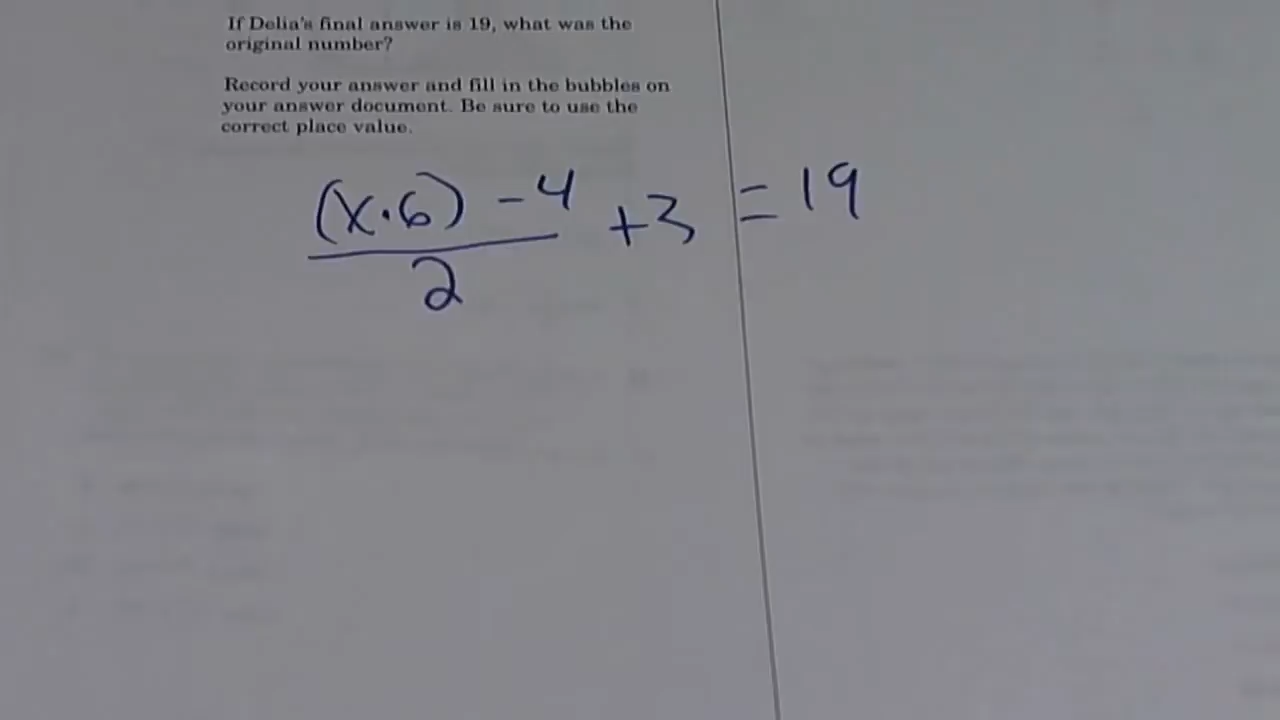 If Delia's final answer is 19, what was the
original number?
Record your answer and fill in the bubbles on
your answer document. Be sure to use the
correct place value.
(x·6) - 4
2
+3 = 19